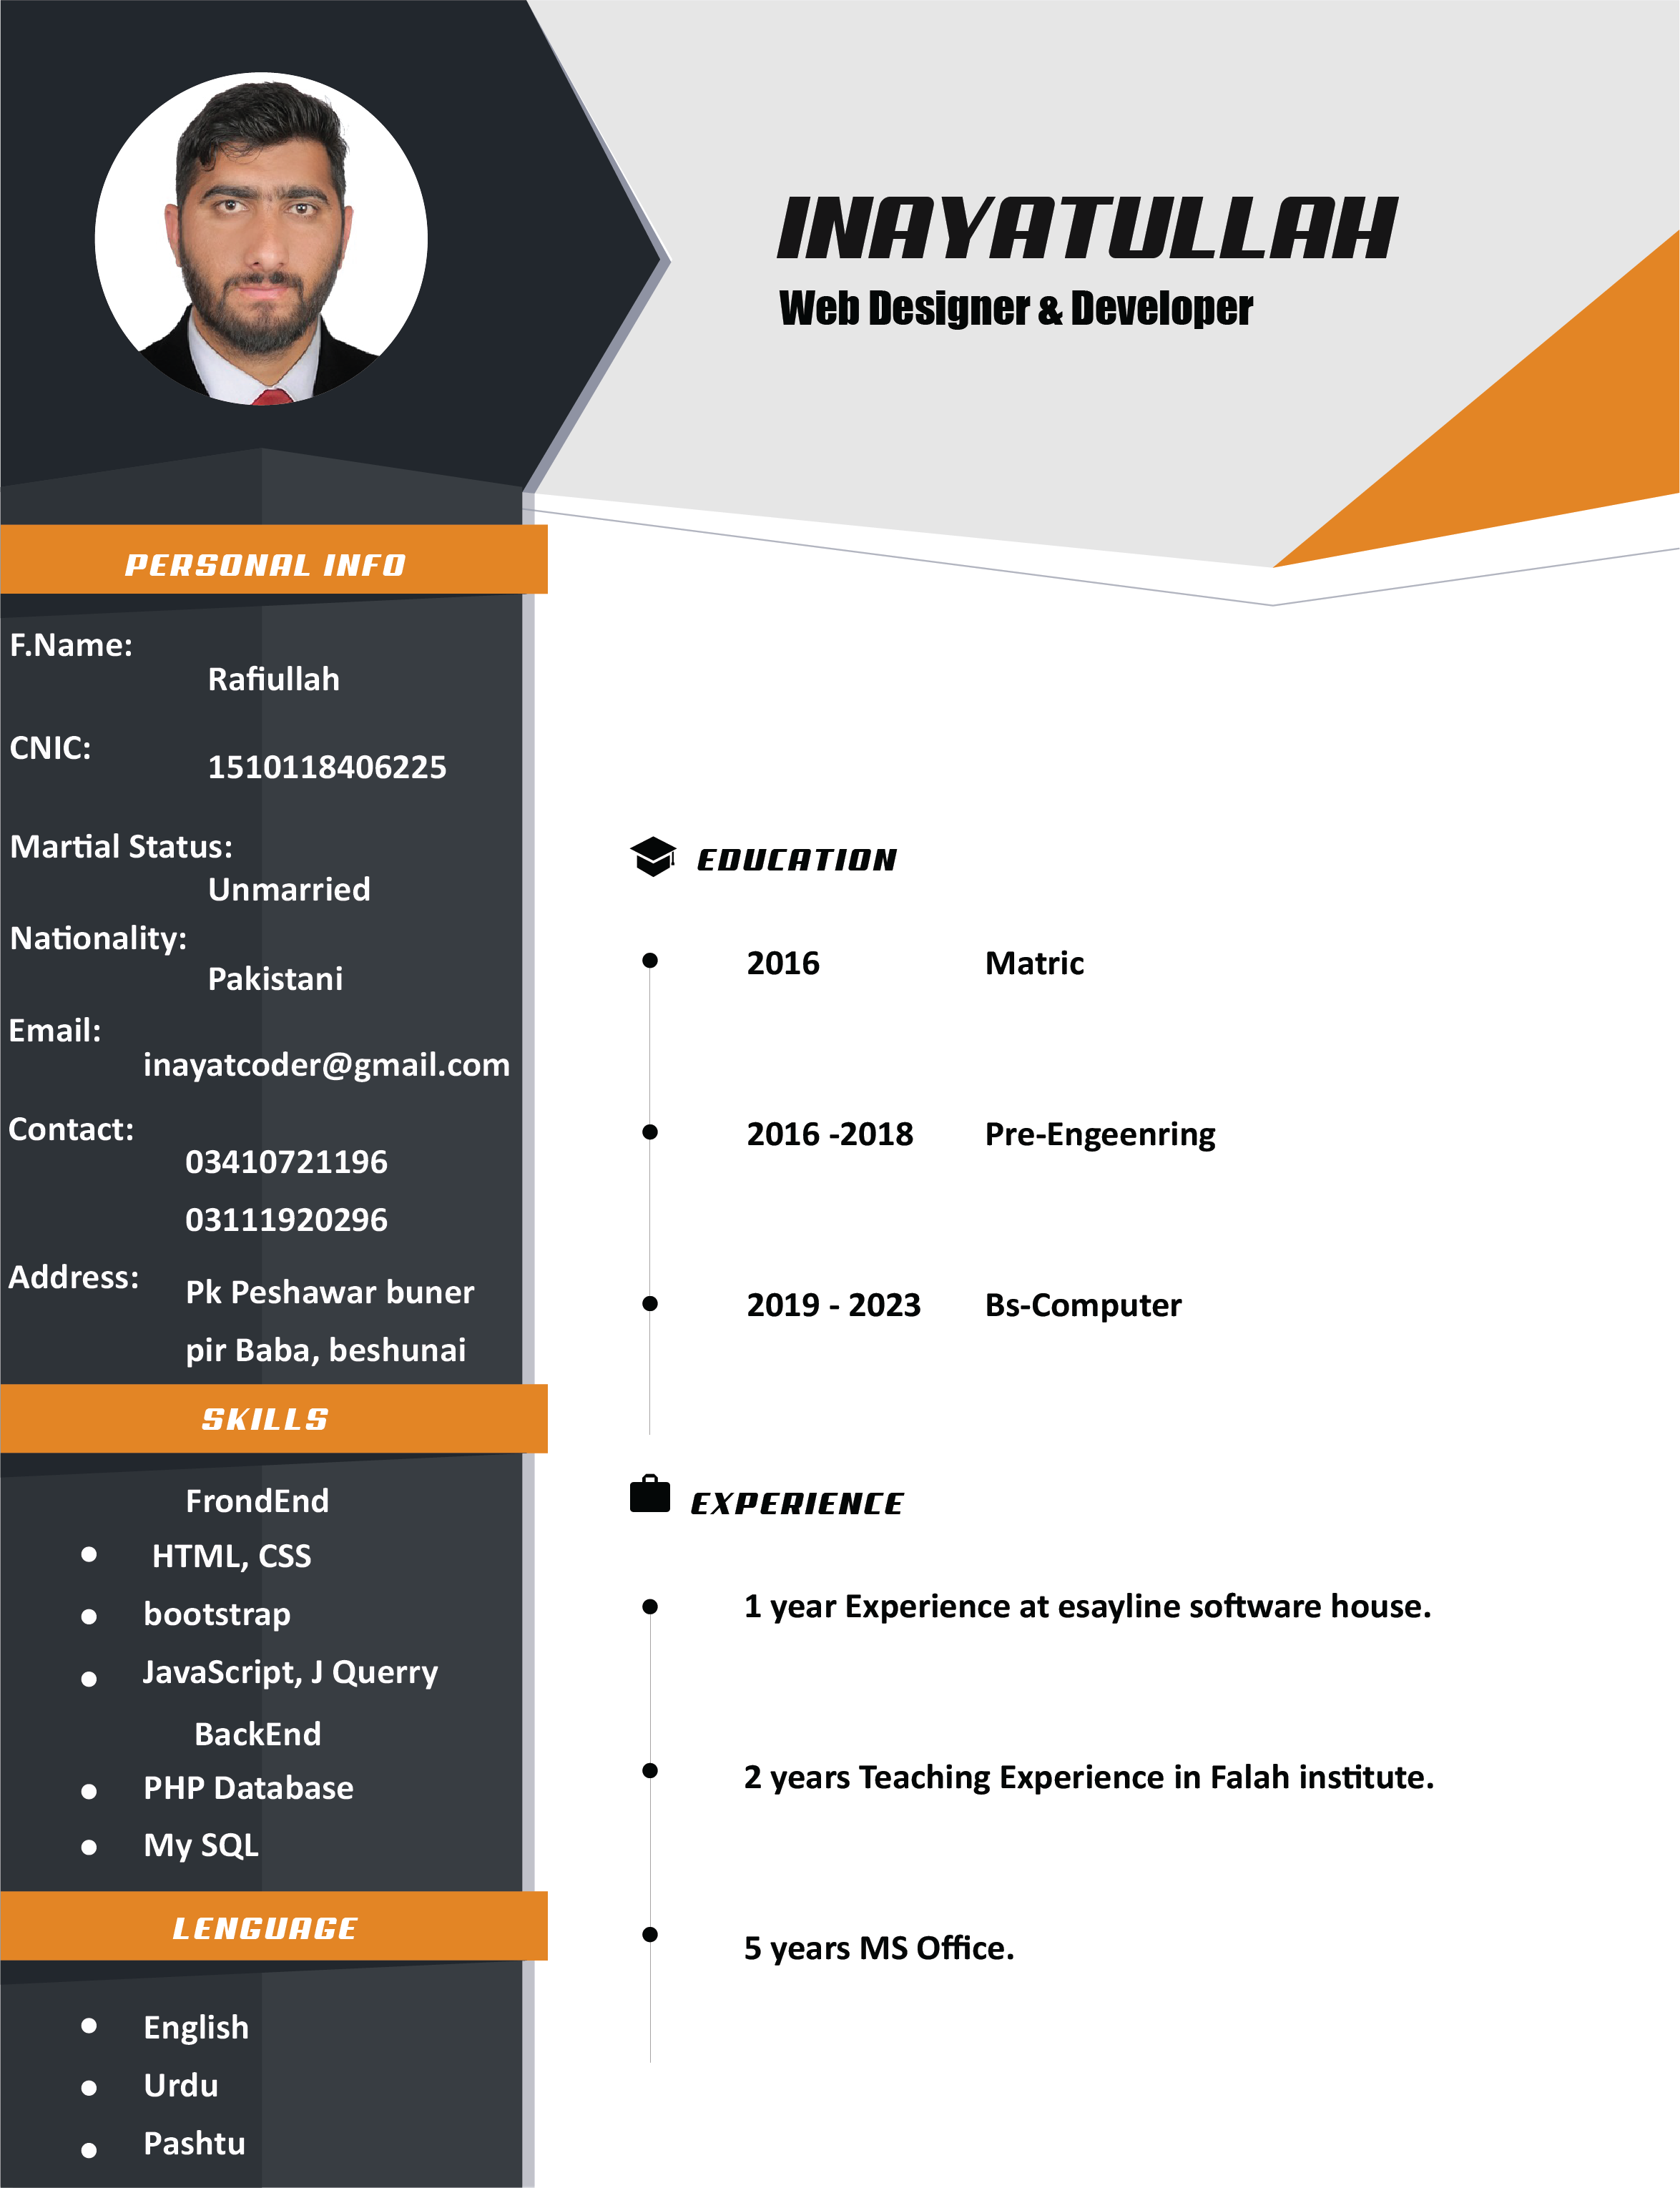 INAYATULLAH
Web Designer & Developer
PERSONAL INFO
F.Name:
Rafiullah
CNIC:
1510118406225
Martial Status:
Unmarried
Nationality:
Pakistani
Email:
inayatcoder@gmail.com
Contact:
03410721196
03111920296
Address:
Pk Peshawar buner
pir Baba, beshunai
SKILLS
FrondEnd
HTML, CSS
bootstrap
JavaScript, J Querry
BackEnd
PHP Database
My SQL
LENGUAGE
English
Urdu
Pashtu
EDUCATION
2016 Matric
2016 -2018 Pre-Engeenring
2019 - 2023 Bs-Computer
EXPERIENCE
1 year Experience at esayline software house.
2 years Teaching Experience in Falah institute.
5 years MS Office.